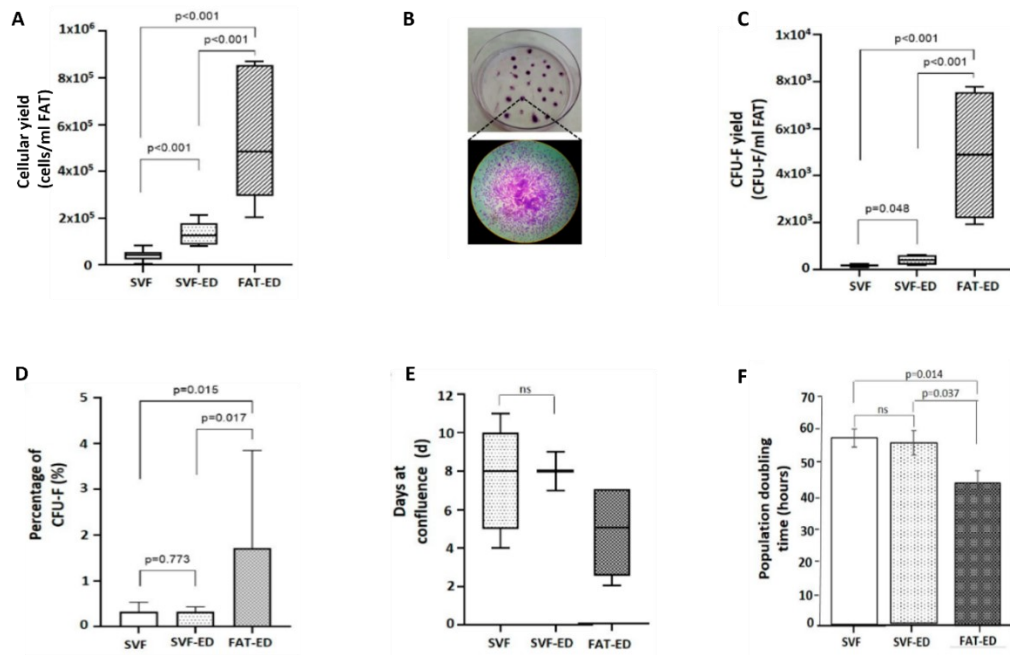 A
Cellular yield
(cells/ml FAT)
1x10⁶
8x10⁵
6x10⁵
4x10⁵
2x10⁵
0
p<0.001
p<0.001
p<0.001
SVF SVF-ED FAT-ED
B
C
CFU-F yield
(CFU-F/ml FAT)
1x10⁴
8x10³
6x10³
4x10³
2x10³
0
p<0.001
p<0.001
p=0.048
SVF SVF-ED FAT-ED
D
Percentage of
CFU-F (%)
5
4
3
2
1
0
p=0.015
p=0.017
p=0.773
SVF SVF-ED FAT-ED
E
Days at
confluence (d)
12
10
8
6
4
2
0
ns
SVF SVF-ED FAT-ED
F
Population doubling
time (hours)
70
60
50
40
30
20
10
0
p=0.014
p=0.037
ns
SVF SVF-ED FAT-ED